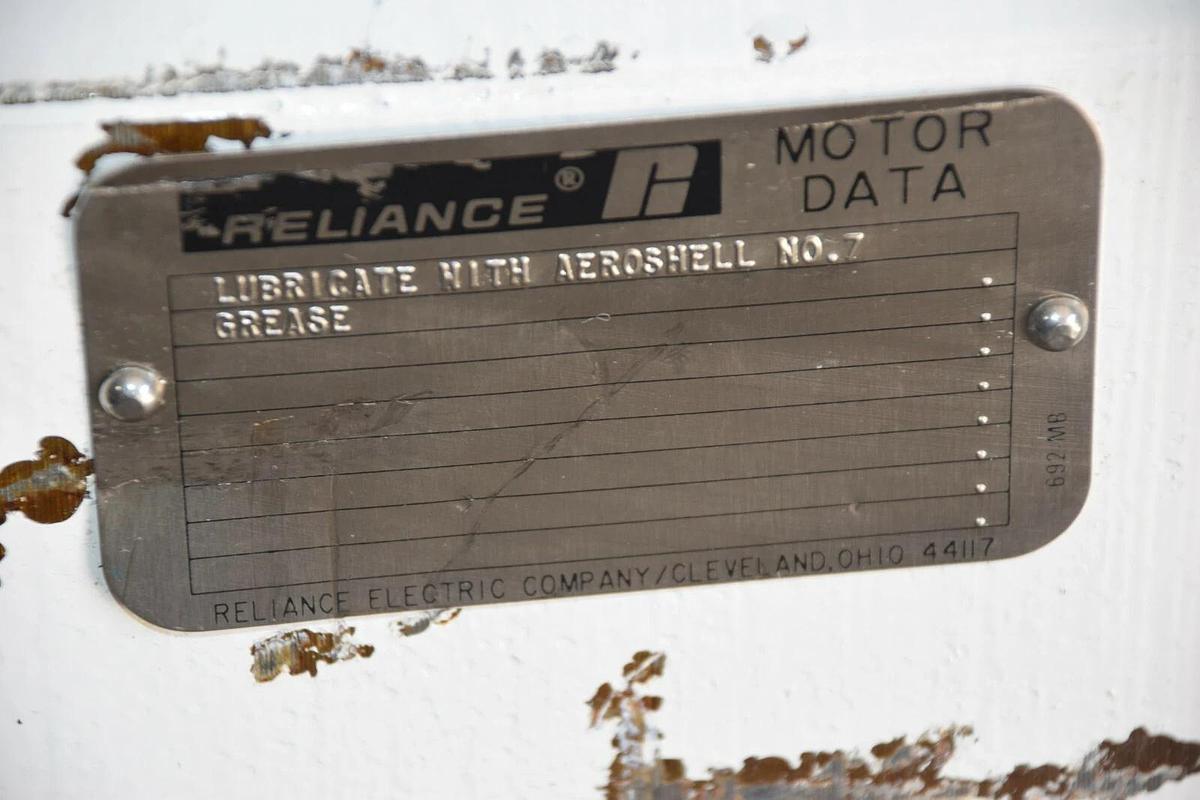 RELIANCE®
MOTOR
DATA
LUBRICATE WITH AEROSHELL NO.7
GREASE
692 MB
RELIANCE ELECTRIC COMPANY/CLEVELAND, OHIO 44117